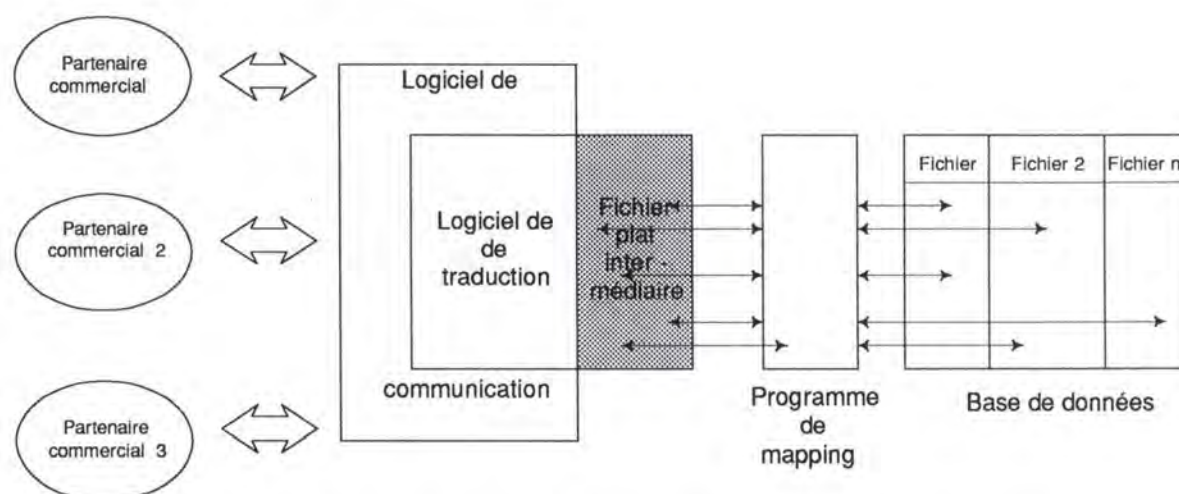 Partenaire
commercial
Logiciel de
Fichier
Fichier 2
Fichier n
Partenaire
commercial 2
Logiciel de
de
traduction
Fichier
plat
inter -
médiaire
communication
Programme
de
mapping
Base de données
Partenaire
commercial 3